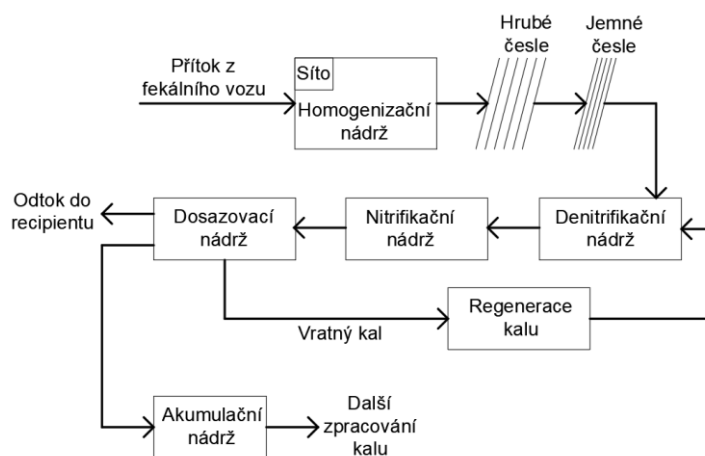 Hrubé
česle
Jemné
česle
Přítok z
fekálního vozu
Síto
Homogenizační
nádrž
Odtok do
recipientu
Dosazovací
nádrž
Nitrifikační
nádrž
Denitrifikační
nádrž
Vratný kal
Regenerace
kalu
Akumulační
nádrž
Další
zpracování
kalu